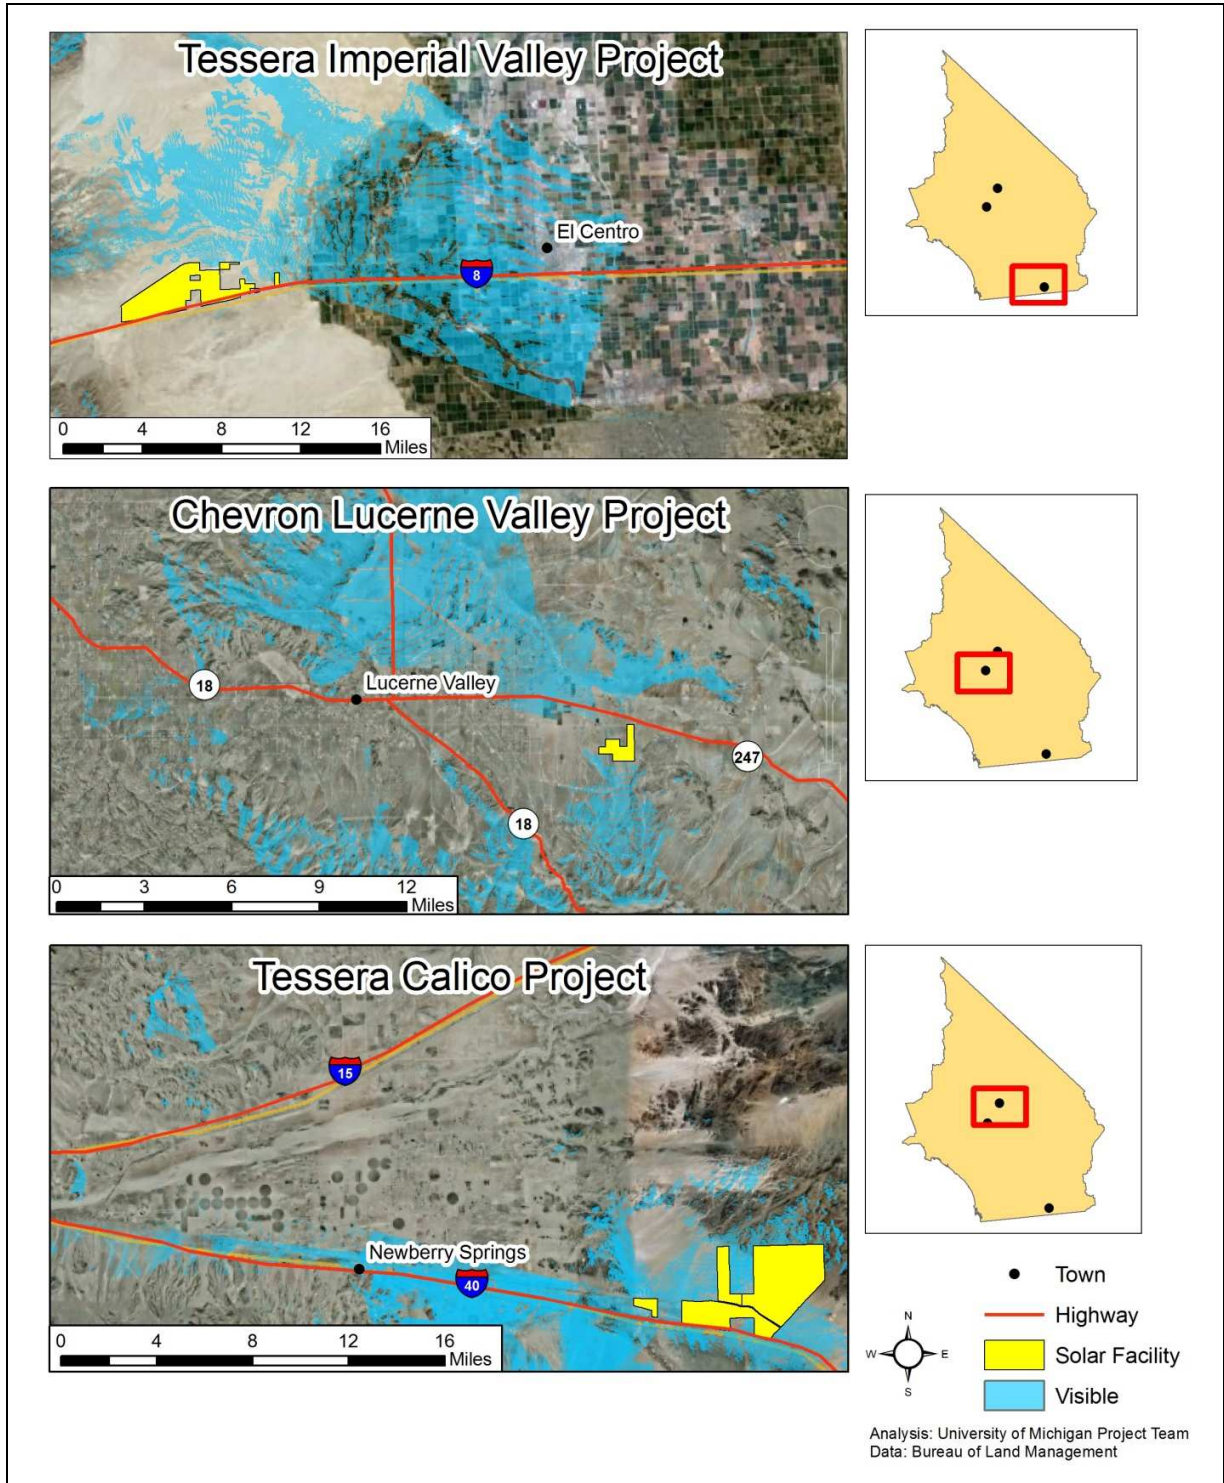 Tessera Imperial Valley Project
El Centro
8
0 4 8 12 16
Miles
Chevron Lucerne Valley Project
18
Lucerne Valley
247
18
0 3 6 9 12
Miles
Tessera Calico Project
15
Newberry Springs
40
0 4 8 12 16
Miles
Town
Highway
Solar Facility
Visible
N
W E
S
Analysis: University of Michigan Project Team
Data: Bureau of Land Management